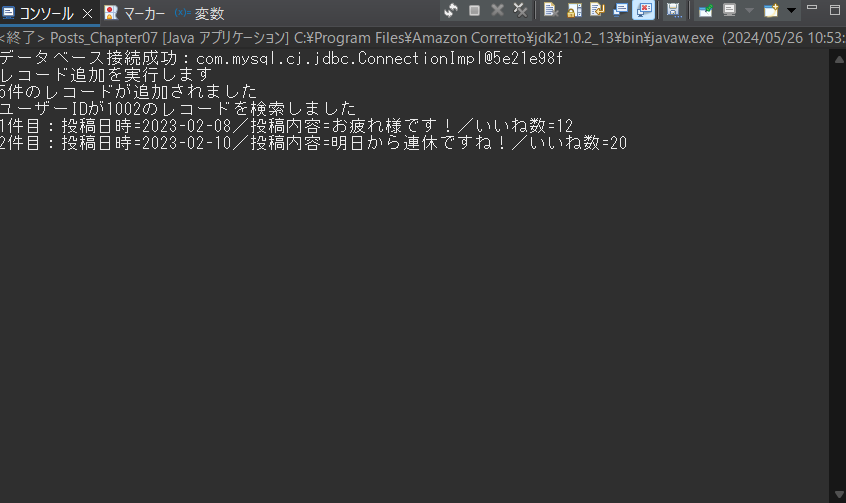 コンソール × マーカー 変数
<終了> Posts_Chapter07 [Java アプリケーション] C:¥Program Files¥Amazon Corretto¥jdk21.0.2_13¥bin¥javaw.exe (2024/05/26 10:53:
データベース接続成功：com.mysql.cj.jdbc.ConnectionImpl@5e21e98f
レコード追加を実行します
5件のレコードが追加されました
ユーザーIDが1002のレコードを検索しました
1件目：投稿日時=2023-02-08／投稿内容=お疲れ様です！／いいね数=12
2件目：投稿日時=2023-02-10／投稿内容=明日から連休ですね！／いいね数=20